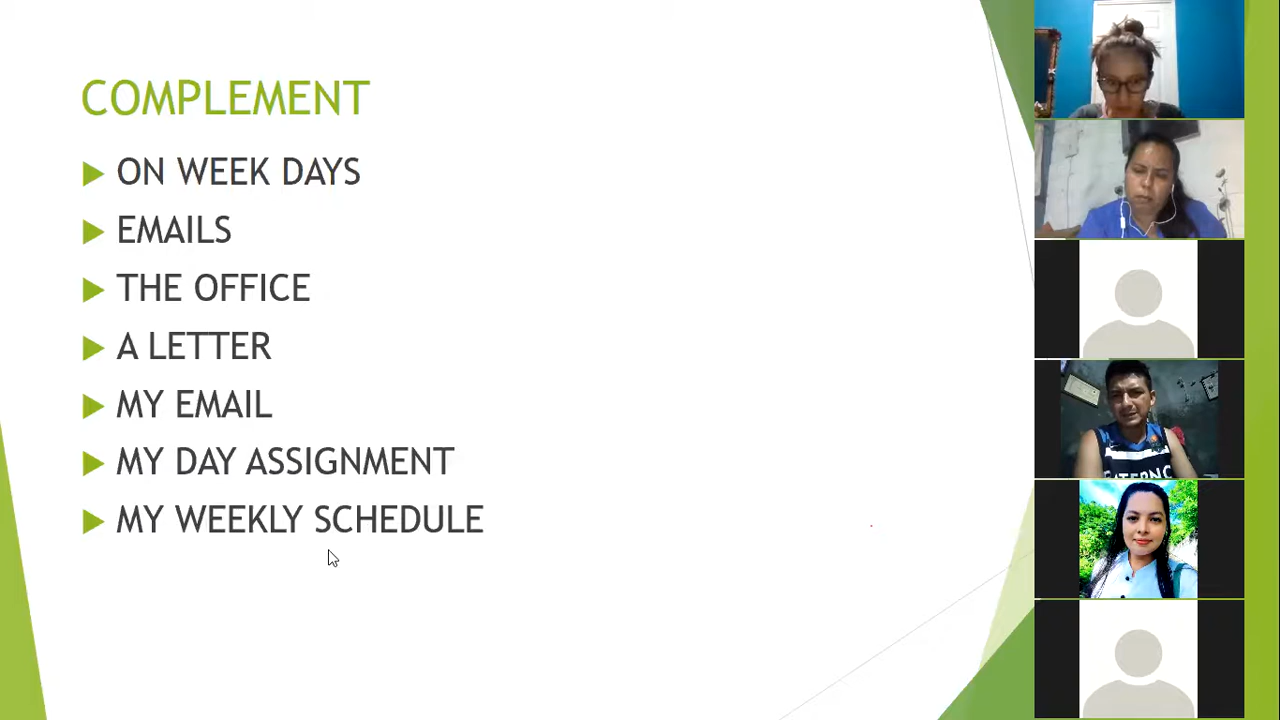 COMPLEMENT
ON WEEK DAYS
EMAILS
THE OFFICE
A LETTER
MY EMAIL
MY DAY ASSIGNMENT
MY WEEKLY SCHEDULE